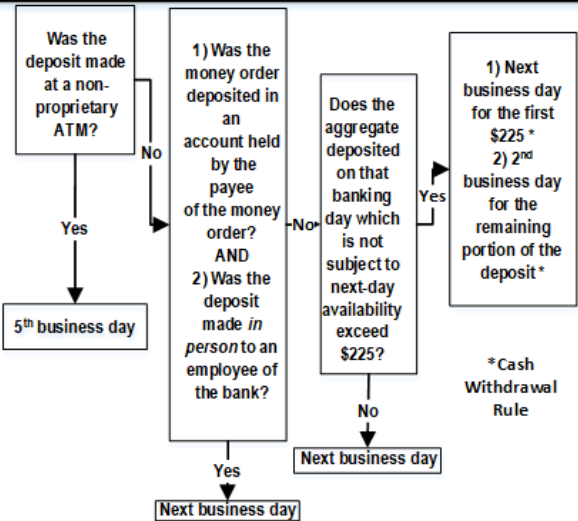 Was the
deposit made
at a non-
proprietary
ATM?
No
Yes
5th business day
1) Was the
money order
deposited in
an
account held
by the
payee
of the money
order?
AND
2) Was the
deposit
made in
person to an
employee of
the bank?
No
Yes
Next business day
Does the
aggregate
deposited
on that
banking
day which
is not
subject to
next-day
availability
exceed
$225?
Yes
No
Next business day
1) Next
business day
for the first
$225 *
2) 2nd
business day
for the
remaining
portion of the
deposit *
*Cash
Withdrawal
Rule